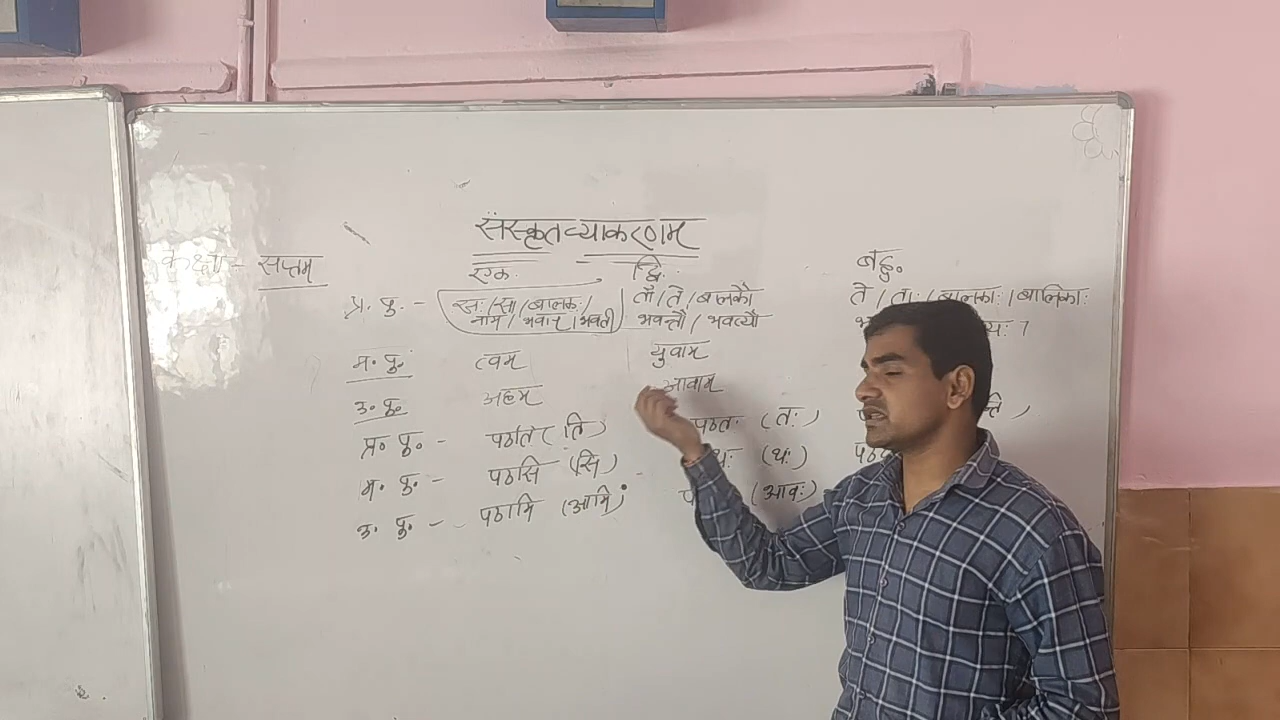 संस्कृतव्याकरणम्
कक्षा - सप्तम
एक. द्वि. बहु.
प्र. पु. - सः/सा/बालकः/ तौ/ते/बालकौ ते/ताः/बालकाः/बालिकाः
नाम/भवान्/भवती भवन्तौ/भवत्यौ
म. पु. त्वम् युवाम्
उ. पु. अहम् आवाम्
प्र. पु. - पठति (ति) पठतः (तः)
म. पु. - पठसि (सि) (थः)
उ. पु. - पठामि (आमि) (आवः)